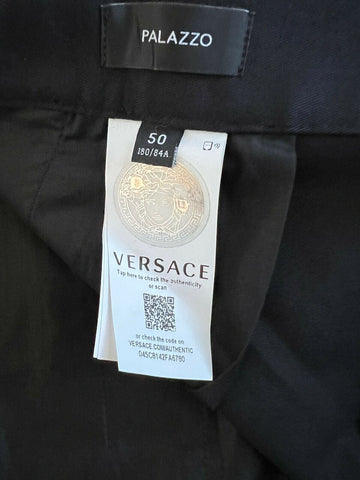 PALAZZO
50
180/84A
VERSACE
Tap here to check the authenticity
or scan
or check the code on
VERSACE.COM/AUTHENTIC
045CB142FA6780